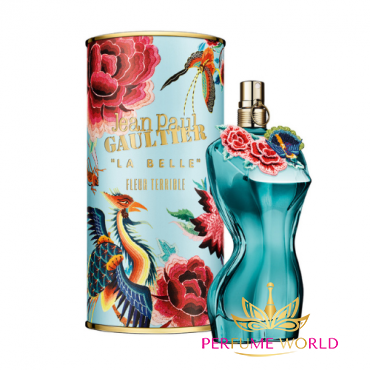 Jean Paul
GAULTIER
"LA BELLE"
FLEUR TERRIBLE
PERFUME WORLD